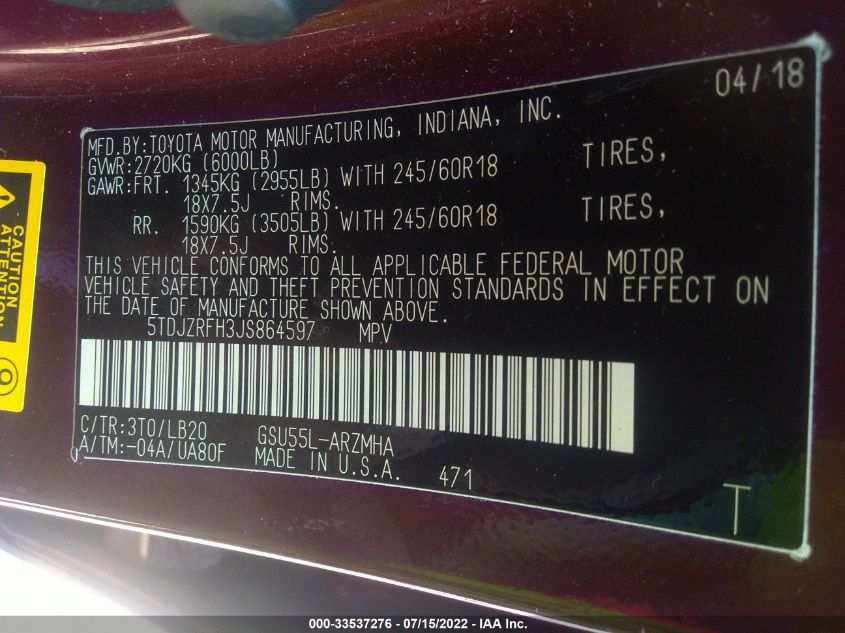 04/18
MFD.BY:TOYOTA MOTOR MANUFACTURING, INDIANA, INC.
GVWR:2720KG (6000LB)
GAWR:FRT. 1345KG (2955LB) WITH 245/60R18 TIRES,
18X7.5J RIMS.
RR. 1590KG (3505LB) WITH 245/60R18 TIRES,
18X7.5J RIMS.
THIS VEHICLE CONFORMS TO ALL APPLICABLE FEDERAL MOTOR
VEHICLE SAFETY AND THEFT PREVENTION STANDARDS IN EFFECT ON
THE DATE OF MANUFACTURE SHOWN ABOVE.
5TDJZRFH3JS864597 MPV
C/TR:3T0/LB20 GSU55L-ARZMHA
A/TM:-04A/UA80F MADE IN U.S.A. 471
T
CAUTION
ATTENTION
000-33537276 - 07/15/2022 - IAA Inc.